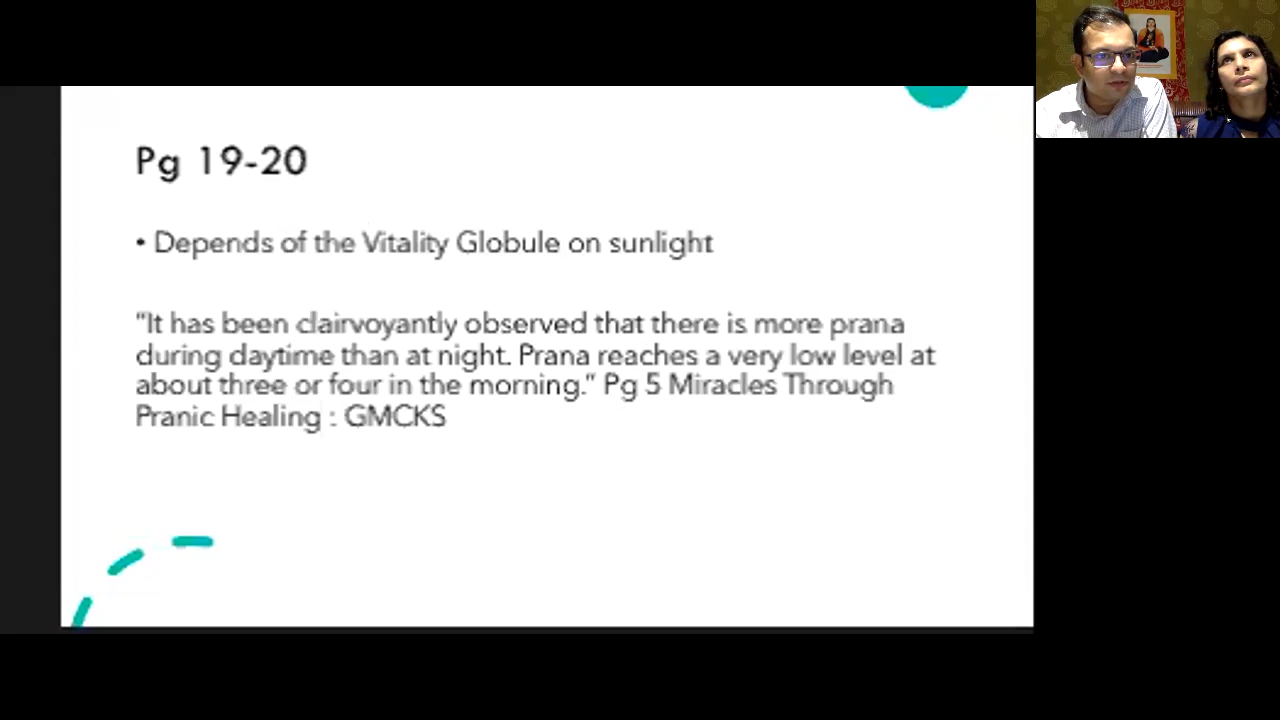 Pg 19-20
• Depends of the Vitality Globule on sunlight
"It has been clairvoyantly observed that there is more prana
during daytime than at night. Prana reaches a very low level at
about three or four in the morning." Pg 5 Miracles Through
Pranic Healing : GMCKS